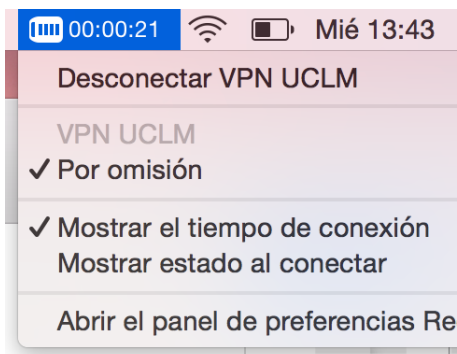 00:00:21 Mié 13:43
Desconectar VPN UCLM
VPN UCLM
✓ Por omisión
✓ Mostrar el tiempo de conexión
Mostrar estado al conectar
Abrir el panel de preferencias Re